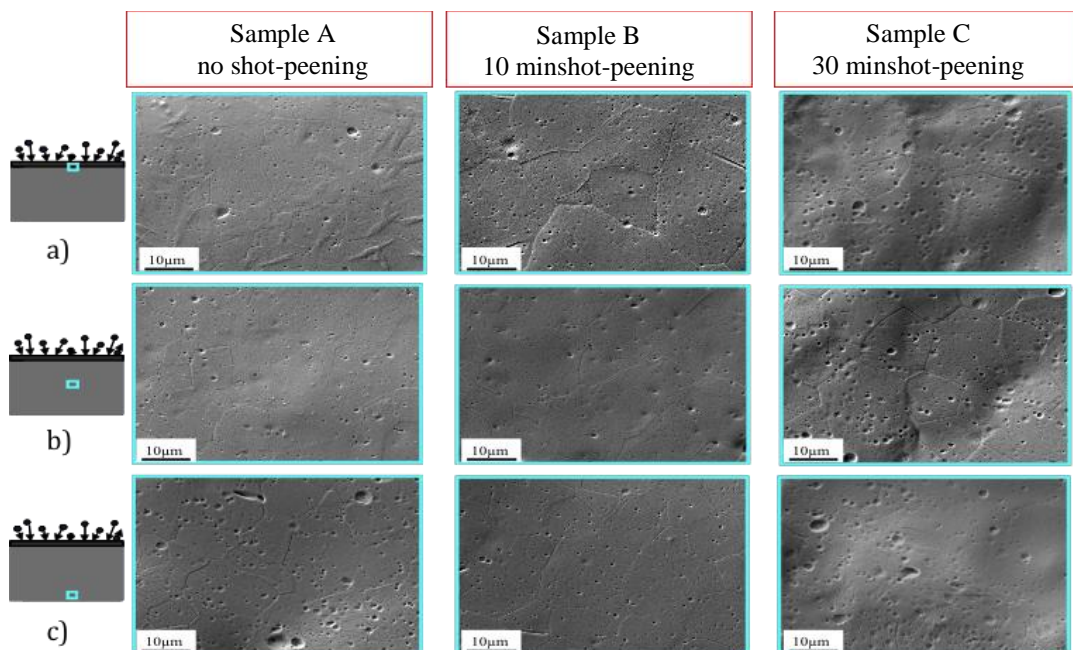 Sample A
no shot-peening
Sample B
10 minshot-peening
Sample C
30 minshot-peening
a)
10μm
10μm
10μm
b)
10μm
10μm
10μm
c)
10μm
10μm
10μm